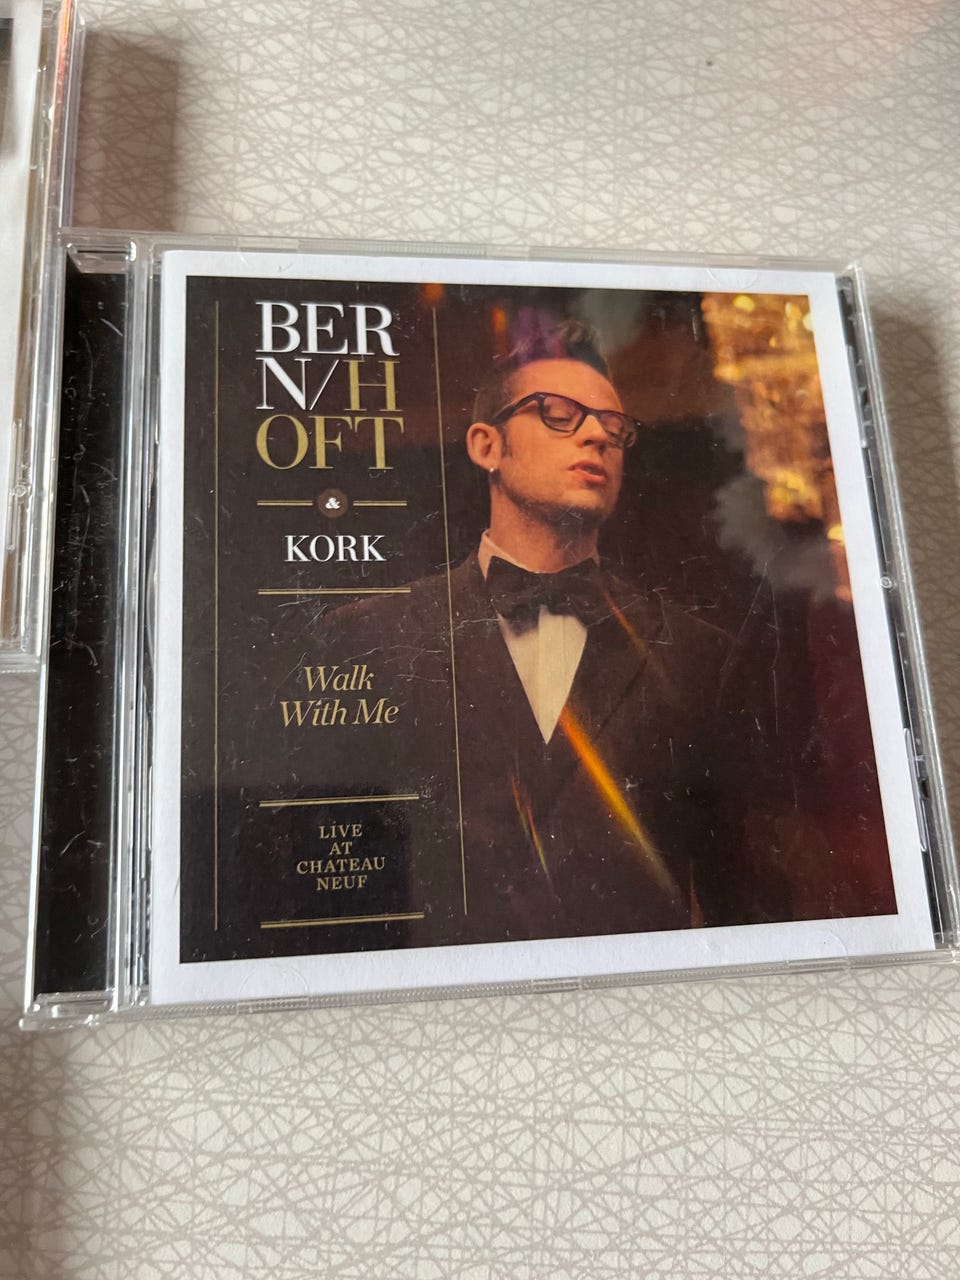 BER
N/H
OFT
&
KORK
Walk
With Me
LIVE
AT
CHATEAU
NEUF